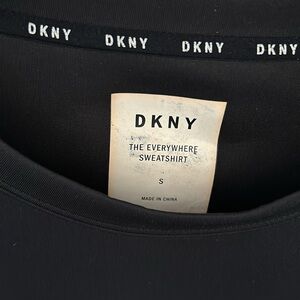 DKNY DKNY DKNY DKNY
DKNY
THE EVERYWHERE
SWEATSHIRT
S
MADE IN CHINA